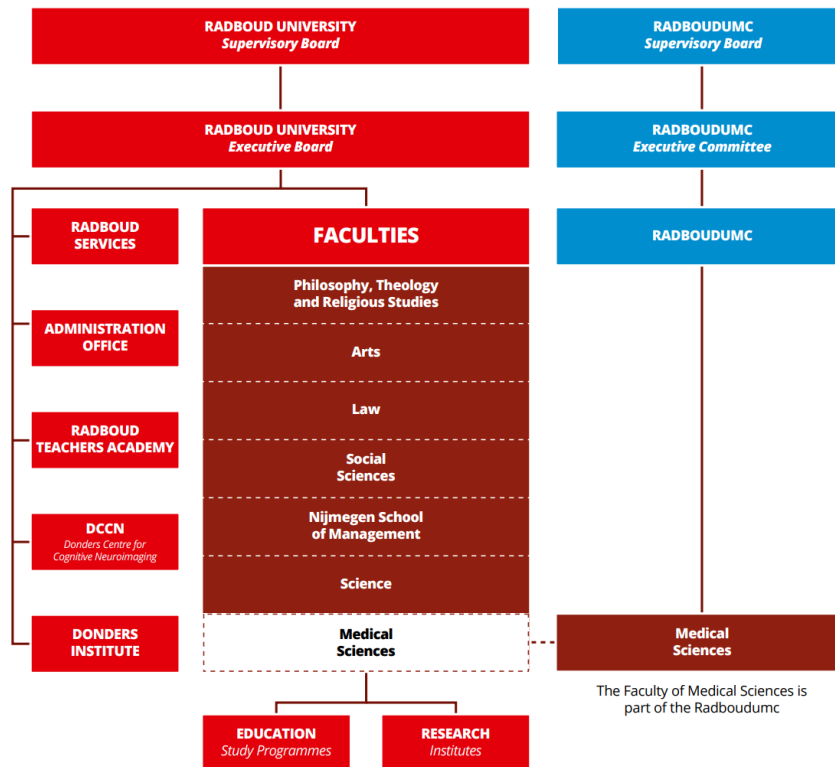 RADBOUD UNIVERSITY
Supervisory Board
RADBOUDUMC
Supervisory Board
RADBOUD UNIVERSITY
Executive Board
RADBOUDUMC
Executive Committee
RADBOUD
SERVICES
FACULTIES
RADBOUDUMC
Philosophy, Theology
and Religious Studies
ADMINISTRATION
OFFICE
Arts
Law
RADBOUD
TEACHERS ACADEMY
Social
Sciences
DCCN
Donders Centre for
Cognitive Neuroimaging
Nijmegen School
of Management
Science
DONDERS
INSTITUTE
Medical
Sciences
Medical
Sciences
The Faculty of Medical Sciences is
part of the Radboudumc
EDUCATION
Study Programmes
RESEARCH
Institutes